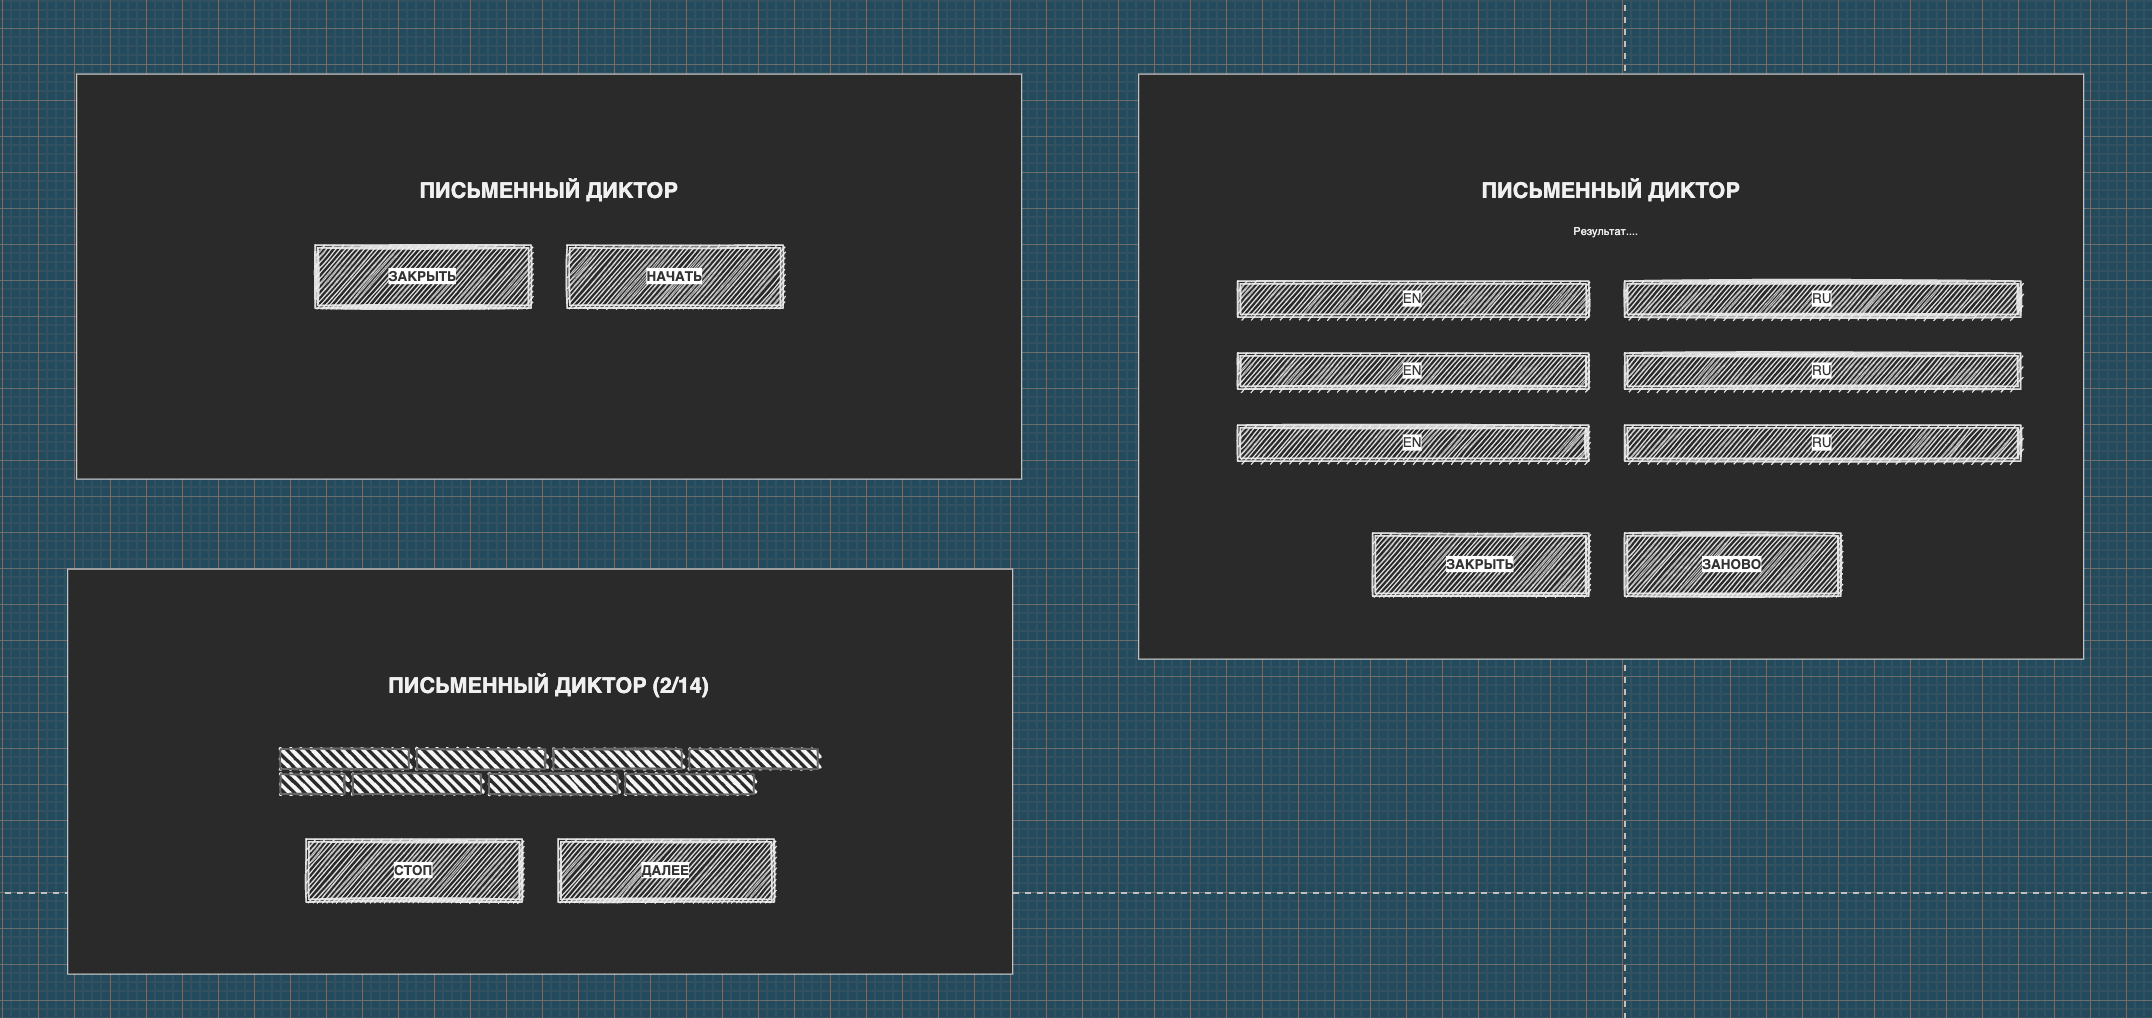 ПИСЬМЕННЫЙ ДИКТОР
ЗАКРЫТЬ НАЧАТЬ
ПИСЬМЕННЫЙ ДИКТОР (2/14)
СТОП ДАЛЕЕ
ПИСЬМЕННЫЙ ДИКТОР
Результат....
EN RU
EN RU
EN RU
ЗАКРЫТЬ ЗАНОВО